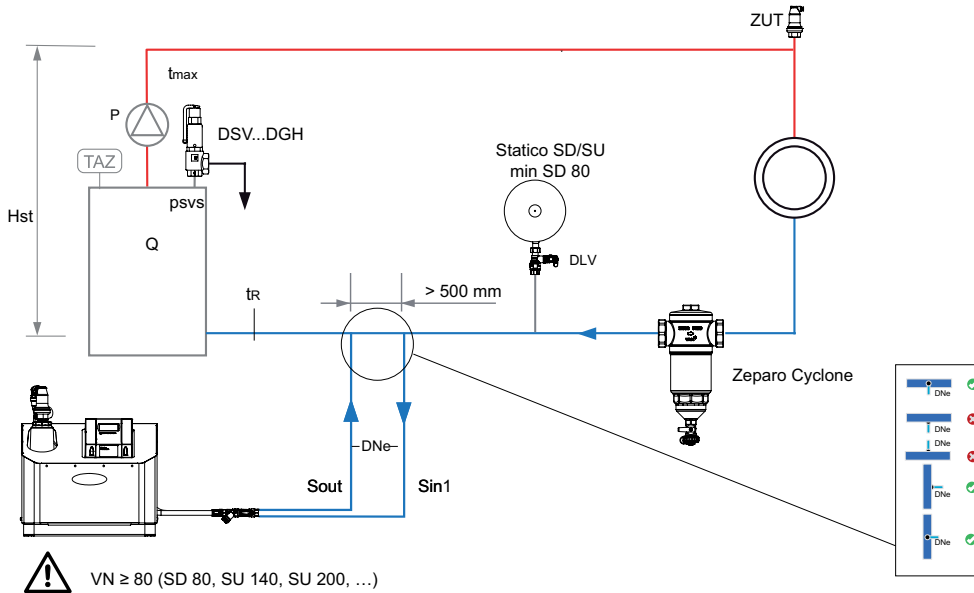 ZUT
tmax
P
DSV...DGH
TAZ
Statico SD/SU
min SD 80
psvs
Hst
Q
DLV
> 500 mm
tR
Zeparo Cyclone
DNe
DNe
DNe
DNe
DNe
DNe
Sout
Sin1
VN ≥ 80 (SD 80, SU 140, SU 200, …)